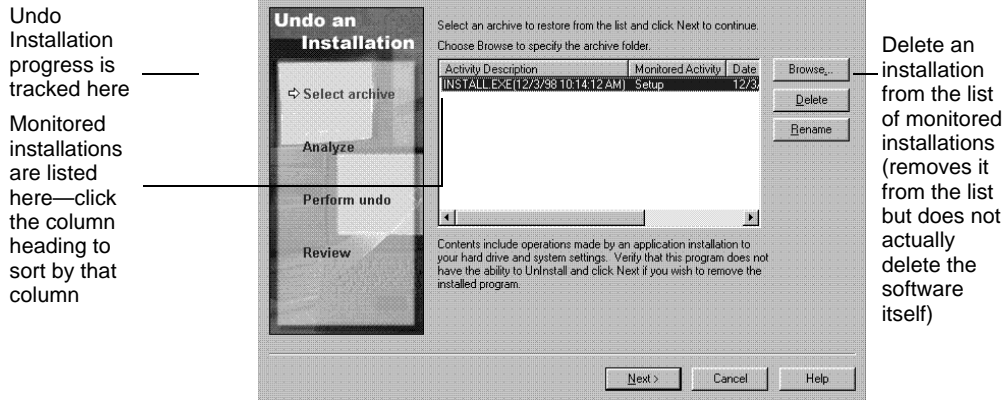 Undo
Installation
progress is
tracked here
Monitored
installations
are listed
here—click
the column
heading to
sort by that
column
Undo an
Installation
Select archive
Analyze
Perform undo
Review
Select an archive to restore from the list and click Next to continue.
Choose Browse to specify the archive folder.
Activity Description Monitored Activity Date
INSTALL.EXE(12/3/98 10:14:12 AM) Setup 12/3/
Browse...
Delete
Rename
Contents include operations made by an application installation to
your hard drive and system settings. Verify that this program does not
have the ability to UnInstall and click Next if you wish to remove the
installed program.
Next >
Cancel
Help
Delete an
installation
from the list
of monitored
installations
(removes it
from the list
but does not
actually
delete the
software
itself)